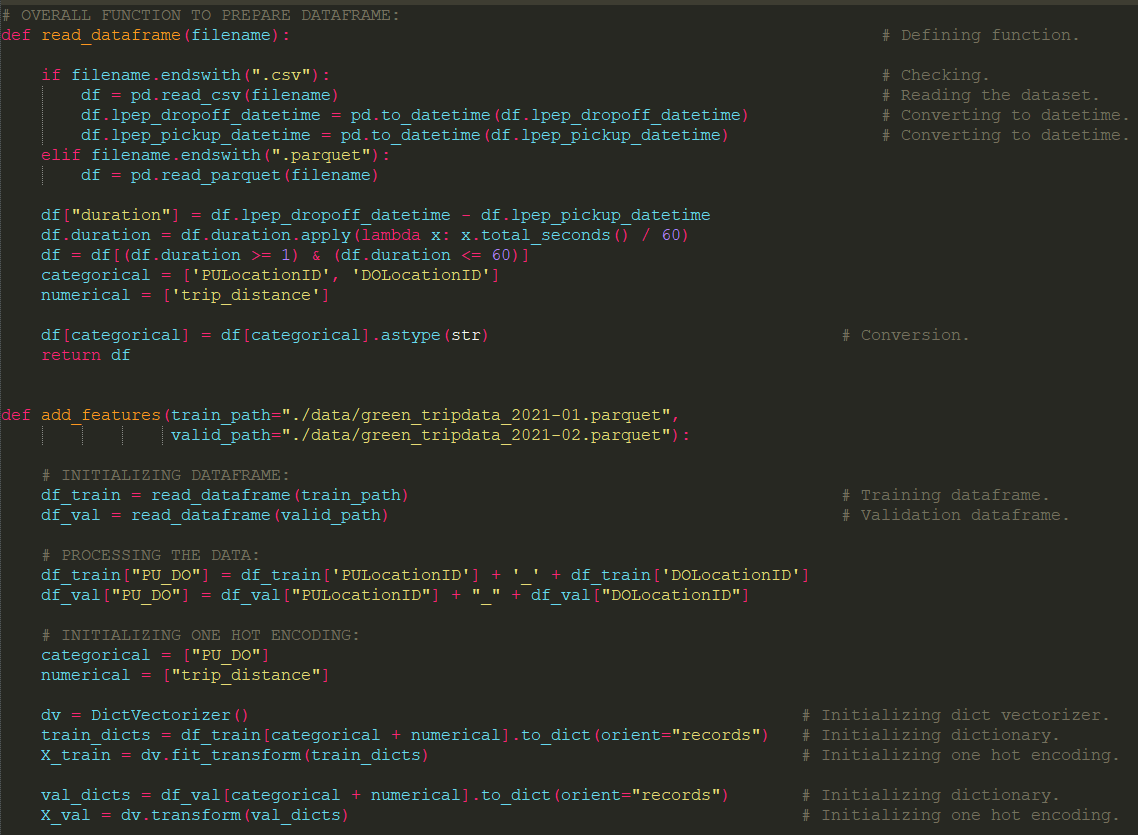 # OVERALL FUNCTION TO PREPARE DATAFRAME:
def read_dataframe(filename): # Defining function.
if filename.endswith(".csv"): # Checking.
df = pd.read_csv(filename) # Reading the dataset.
df.lpep_dropoff_datetime = pd.to_datetime(df.lpep_dropoff_datetime) # Converting to datetime.
df.lpep_pickup_datetime = pd.to_datetime(df.lpep_pickup_datetime) # Converting to datetime.
elif filename.endswith(".parquet"):
df = pd.read_parquet(filename)
df["duration"] = df.lpep_dropoff_datetime - df.lpep_pickup_datetime
df.duration = df.duration.apply(lambda x: x.total_seconds() / 60)
df = df[(df.duration >= 1) & (df.duration <= 60)]
categorical = ['PULocationID', 'DOLocationID']
numerical = ['trip_distance']
df[categorical] = df[categorical].astype(str) # Conversion.
return df
def add_features(train_path="./data/green_tripdata_2021-01.parquet",
valid_path="./data/green_tripdata_2021-02.parquet"):
# INITIALIZING DATAFRAME:
df_train = read_dataframe(train_path) # Training dataframe.
df_val = read_dataframe(valid_path) # Validation dataframe.
# PROCESSING THE DATA:
df_train["PU_DO"] = df_train['PULocationID'] + '_' + df_train['DOLocationID']
df_val["PU_DO"] = df_val["PULocationID"] + "_" + df_val["DOLocationID"]
# INITIALIZING ONE HOT ENCODING:
categorical = ["PU_DO"]
numerical = ["trip_distance"]
dv = DictVectorizer() # Initializing dict vectorizer.
train_dicts = df_train[categorical + numerical].to_dict(orient="records") # Initializing dictionary.
X_train = dv.fit_transform(train_dicts) # Initializing one hot encoding.
val_dicts = df_val[categorical + numerical].to_dict(orient="records") # Initializing dictionary.
X_val = dv.transform(val_dicts) # Initializing one hot encoding.